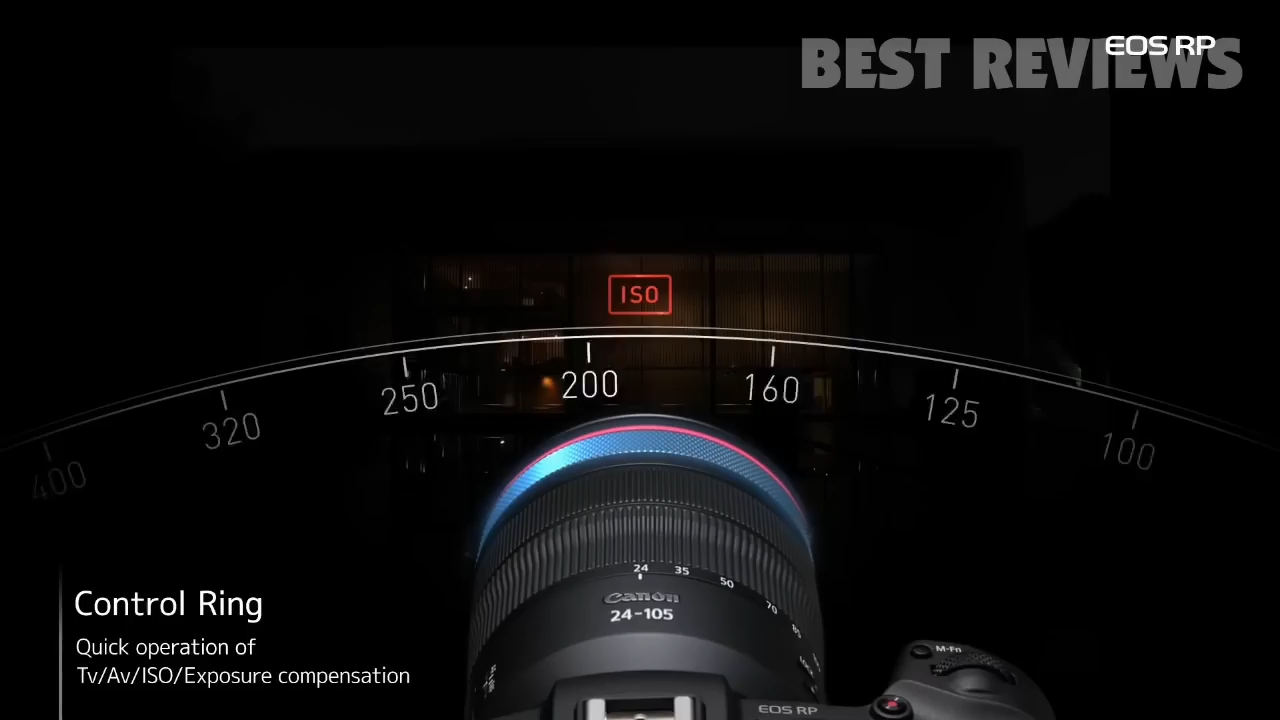 EOS RP
BEST REVIEWS
ISO
400 320 250 200 160 125 100
24 35 50 70 85
Canon
24-105
Control Ring
Quick operation of
Tv/Av/ISO/Exposure compensation
M-Fn
EOS RP